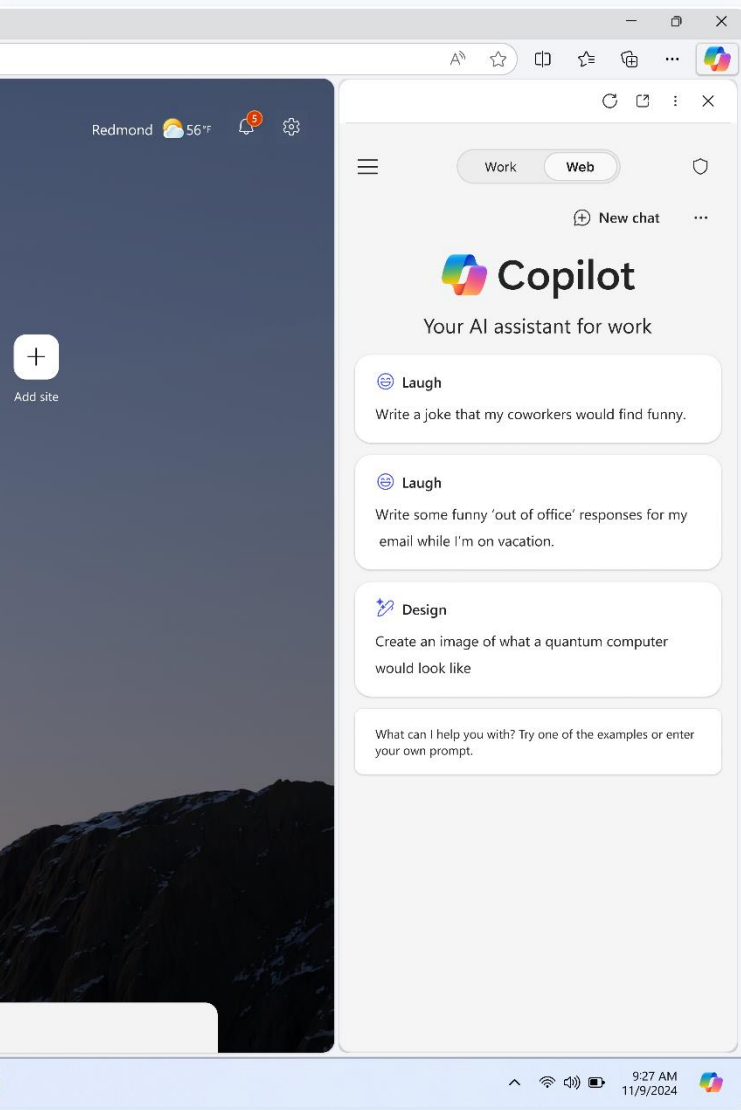 Redmond 56°F 5
Add site
Work Web
New chat
Copilot
Your AI assistant for work
Laugh
Write a joke that my coworkers would find funny.
Laugh
Write some funny ‘out of office’ responses for my
email while I’m on vacation.
Design
Create an image of what a quantum computer
would look like
What can I help you with? Try one of the examples or enter
your own prompt.
9:27 AM
11/9/2024